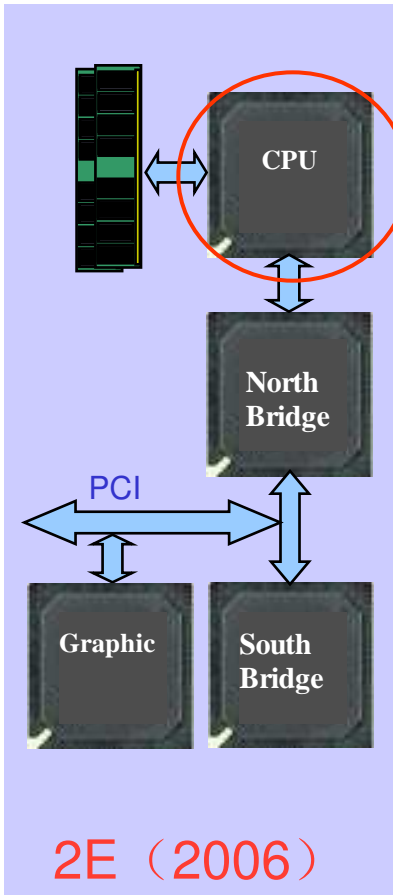 CPU
North
Bridge
PCI
Graphic
South
Bridge
2E（2006）